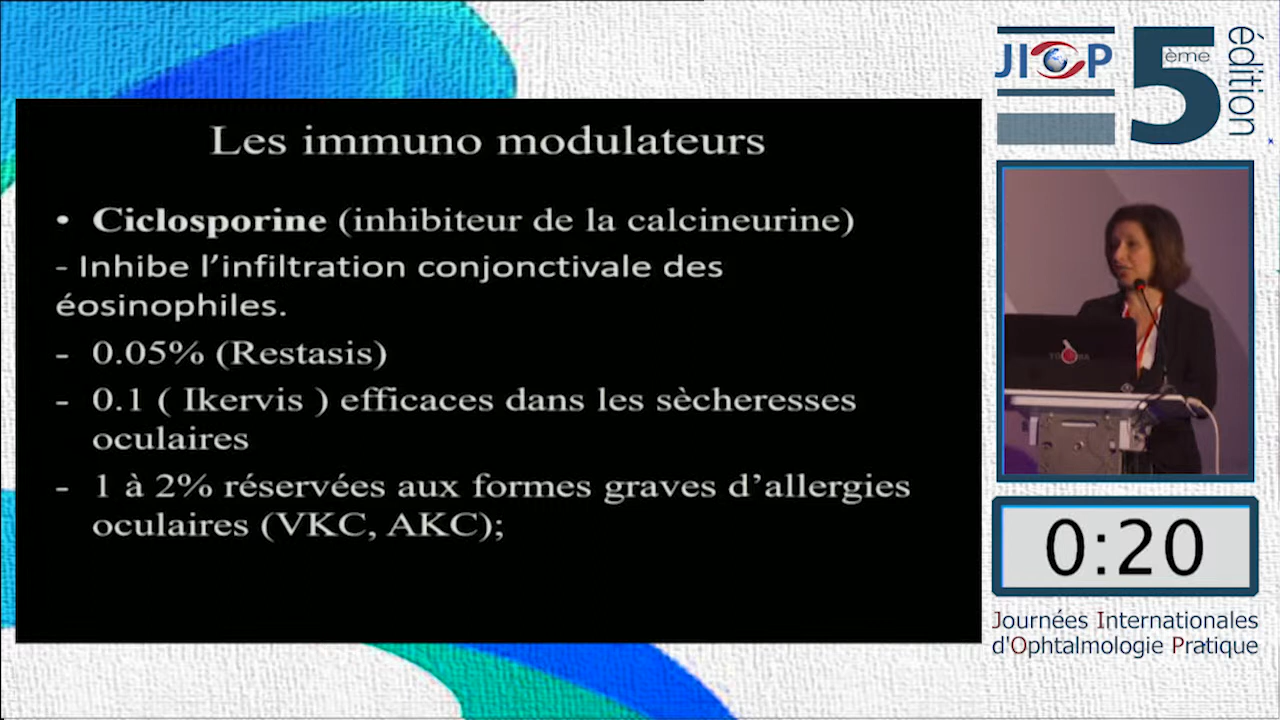 Les immuno modulateurs
• Ciclosporine (inhibiteur de la calcineurine)
- Inhibe l’infiltration conjonctivale des
éosinophiles.
- 0.05% (Restasis)
- 0.1 ( Ikervis ) efficaces dans les sècheresses
oculaires
- 1 à 2% réservées aux formes graves d’allergies
oculaires (VKC, AKC);
JIOP
5ème
édition
0:20
Journées Internationales
d'Ophtalmologie Pratique